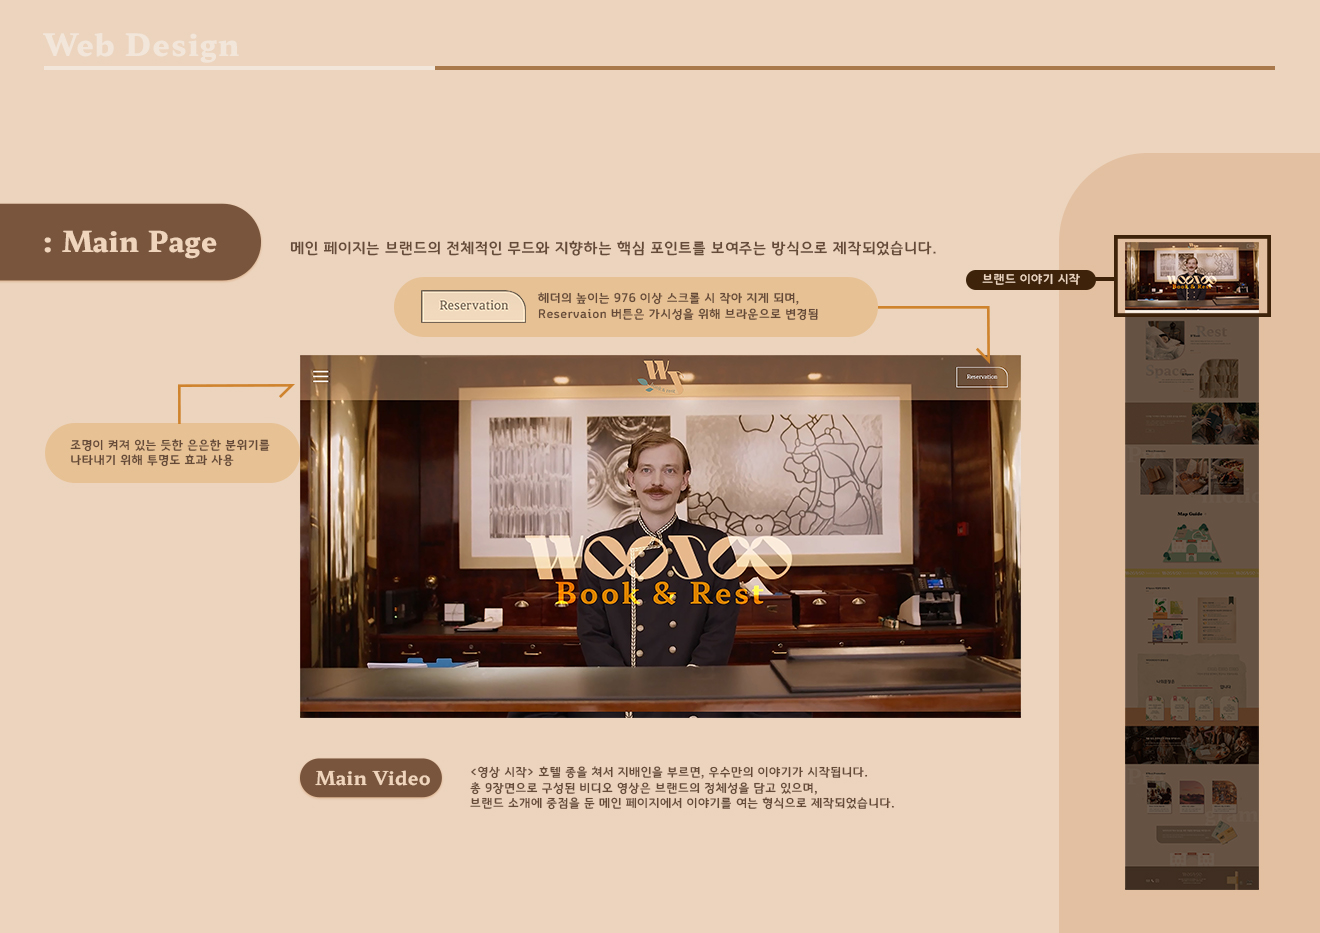 Web Design
: Main Page
메인 페이지는 브랜드의 전체적인 무드와 지향하는 핵심 포인트를 보여주는 방식으로 제작되었습니다.
브랜드 이야기 시작
Reservation
헤더의 높이는 976 이상 스크롤 시 작아 지게 되며,
Reservaion 버튼은 가시성을 위해 브라운으로 변경됨
Reservation
조명이 켜져 있는 듯한 은은한 분위기를
나타내기 위해 투명도 효과 사용
WOOSOO
Book & Rest
Main Video
<영상 시작> 호텔 종을 쳐서 지배인을 부르면, 우수만의 이야기가 시작됩니다.
총 9장면으로 구성된 비디오 영상은 브랜드의 정체성을 담고 있으며,
브랜드 소개에 중점을 둔 메인 페이지에서 이야기를 여는 형식으로 제작되었습니다.
WOOSOO
Book & Rest
Rest
Space
Map Guide